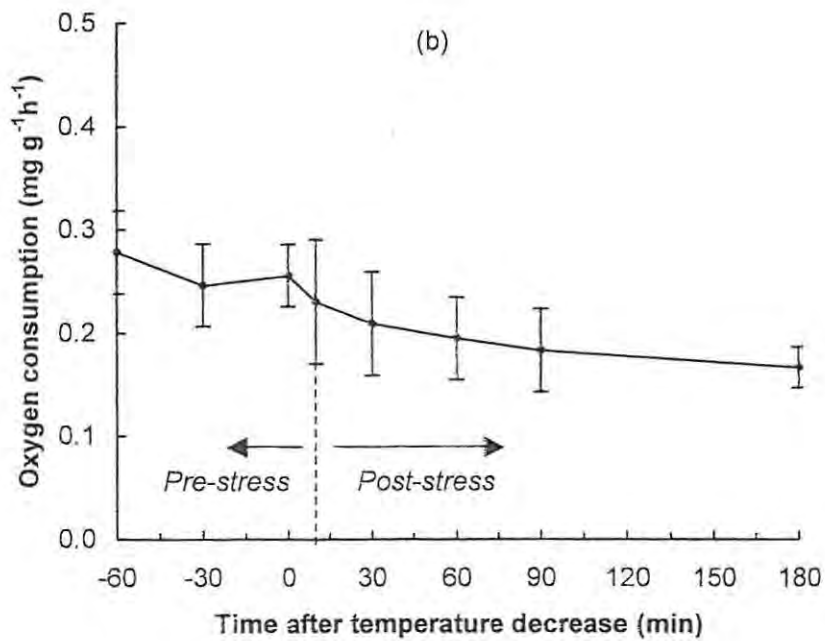 (b)
Oxygen consumption (mg g⁻¹h⁻¹)
0.5
0.4
0.3
0.2
0.1
0.0
Pre-stress Post-stress
-60 -30 0 30 60 90 120 150 180
Time after temperature decrease (min)